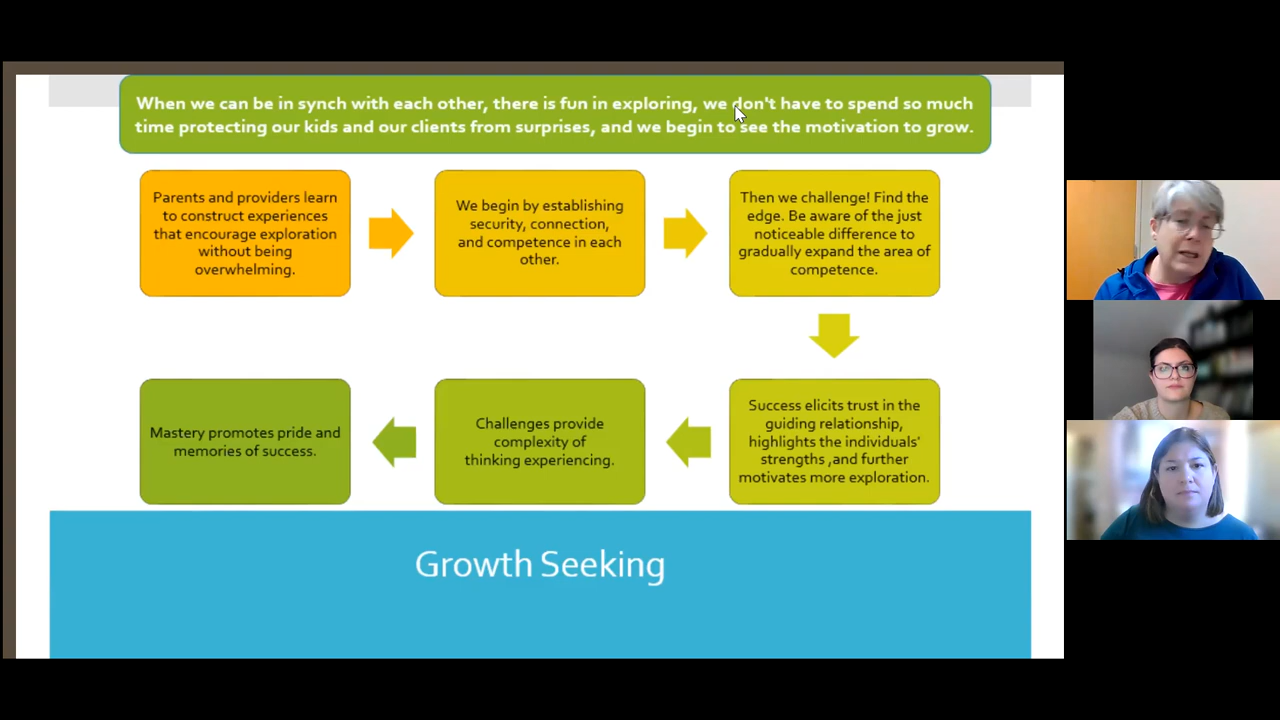 When we can be in synch with each other, there is fun in exploring, we don't have to spend so much
time protecting our kids and our clients from surprises, and we begin to see the motivation to grow.
Parents and providers learn
to construct experiences
that encourage exploration
without being
overwhelming.
We begin by establishing
security, connection,
and competence in each
other.
Then we challenge! Find the
edge. Be aware of the just
noticeable difference to
gradually expand the area of
competence.
Success elicits trust in the
guiding relationship,
highlights the individuals'
strengths ,and further
motivates more exploration.
Challenges provide
complexity of
thinking experiencing.
Mastery promotes pride and
memories of success.
Growth Seeking